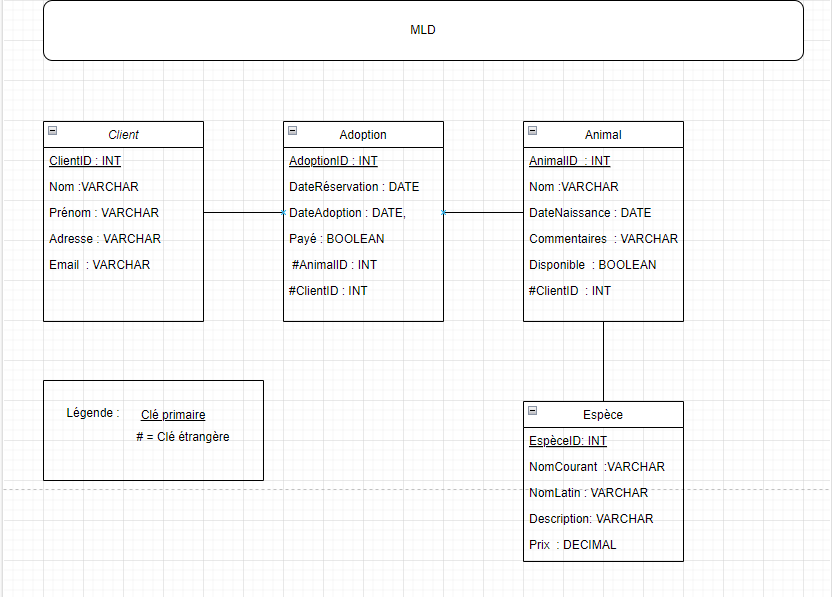 MLD
Client
ClientID : INT
Nom :VARCHAR
Prénom : VARCHAR
Adresse : VARCHAR
Email : VARCHAR
Adoption
AdoptionID : INT
DateRéservation : DATE
DateAdoption : DATE,
Payé : BOOLEAN
#AnimalID : INT
#ClientID : INT
Animal
AnimalID : INT
Nom :VARCHAR
DateNaissance : DATE
Commentaires : VARCHAR
Disponible : BOOLEAN
#ClientID : INT
Légende : Clé primaire
# = Clé étrangère
Espèce
EspèceID: INT
NomCourant :VARCHAR
NomLatin : VARCHAR
Description: VARCHAR
Prix : DECIMAL